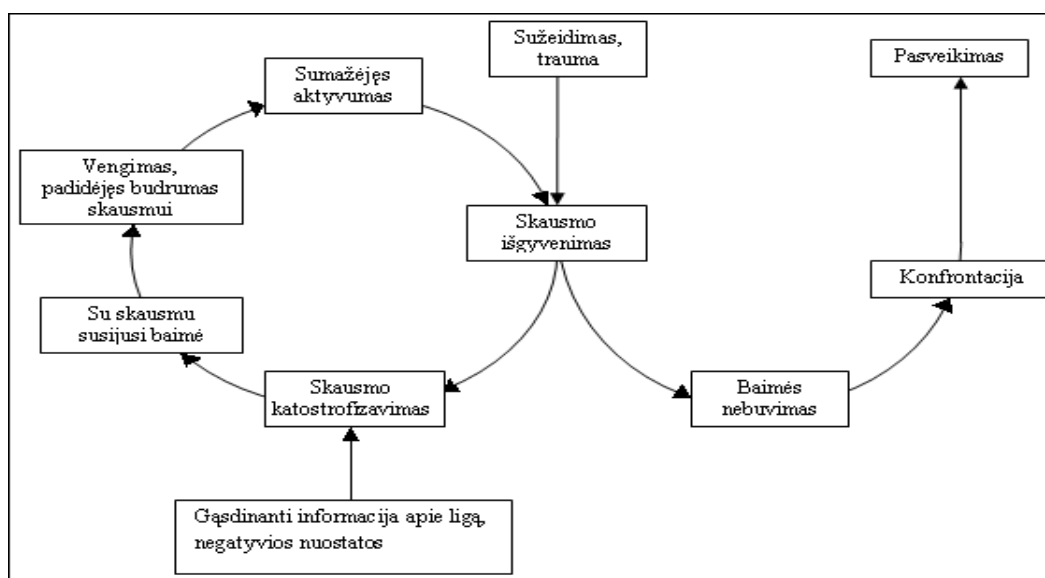 Sužeidimas,
trauma
Pasveikimas
Sumažėjęs
aktyvumas
Vengimas,
padidėjęs budrumas
skausmui
Skausmo
išgyvenimas
Konfrontacija
Su skausmu
susijusi baimė
Skausmo
katostrofizavimas
Baimės
nebuvimas
Gąsdinanti informacija apie ligą,
negatyvios nuostatos